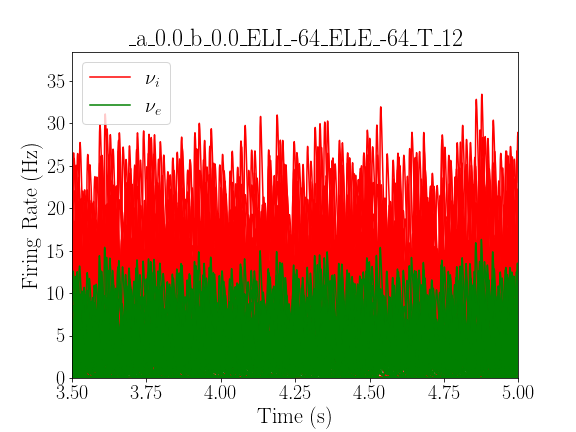 _a_0.0_b_0.0_ELI_-64_ELE_-64_T_12
νi
νe
Firing Rate (Hz)
35
30
25
20
15
10
5
0
3.50 3.75 4.00 4.25 4.50 4.75 5.00
Time (s)